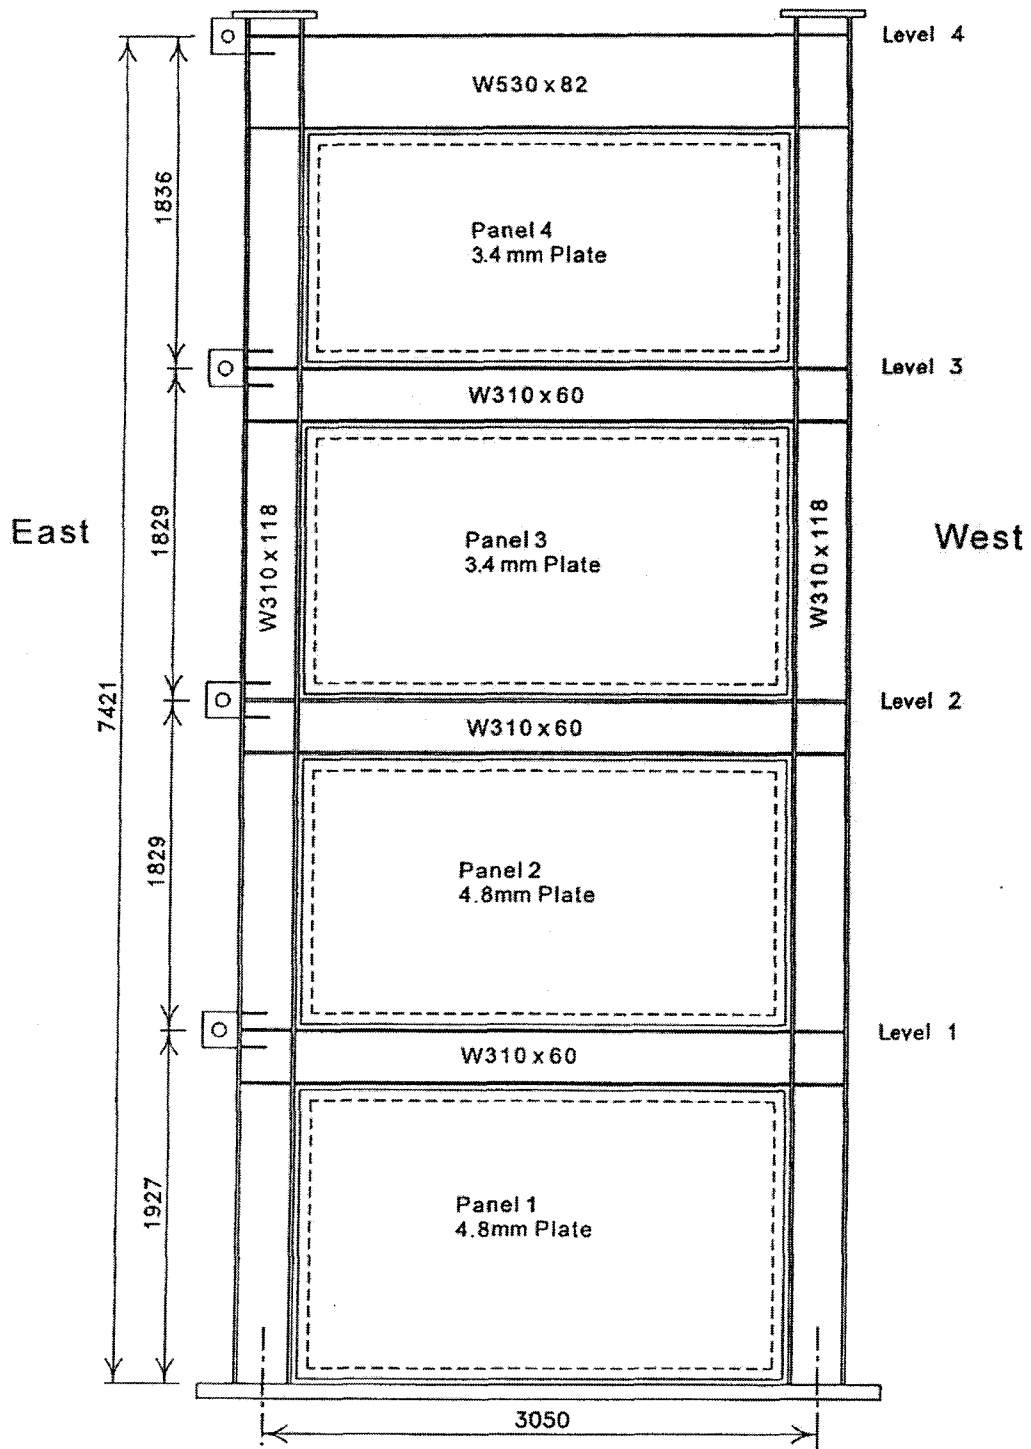 Level 4
W530 x 82
1836
Panel 4
3.4 mm Plate
Level 3
W310 x 60
East
1829
W310 x 118
Panel 3
3.4 mm Plate
W310 x 118
West
7421
Level 2
W310 x 60
1829
Panel 2
4.8mm Plate
Level 1
W310 x 60
1927
Panel 1
4.8mm Plate
3050